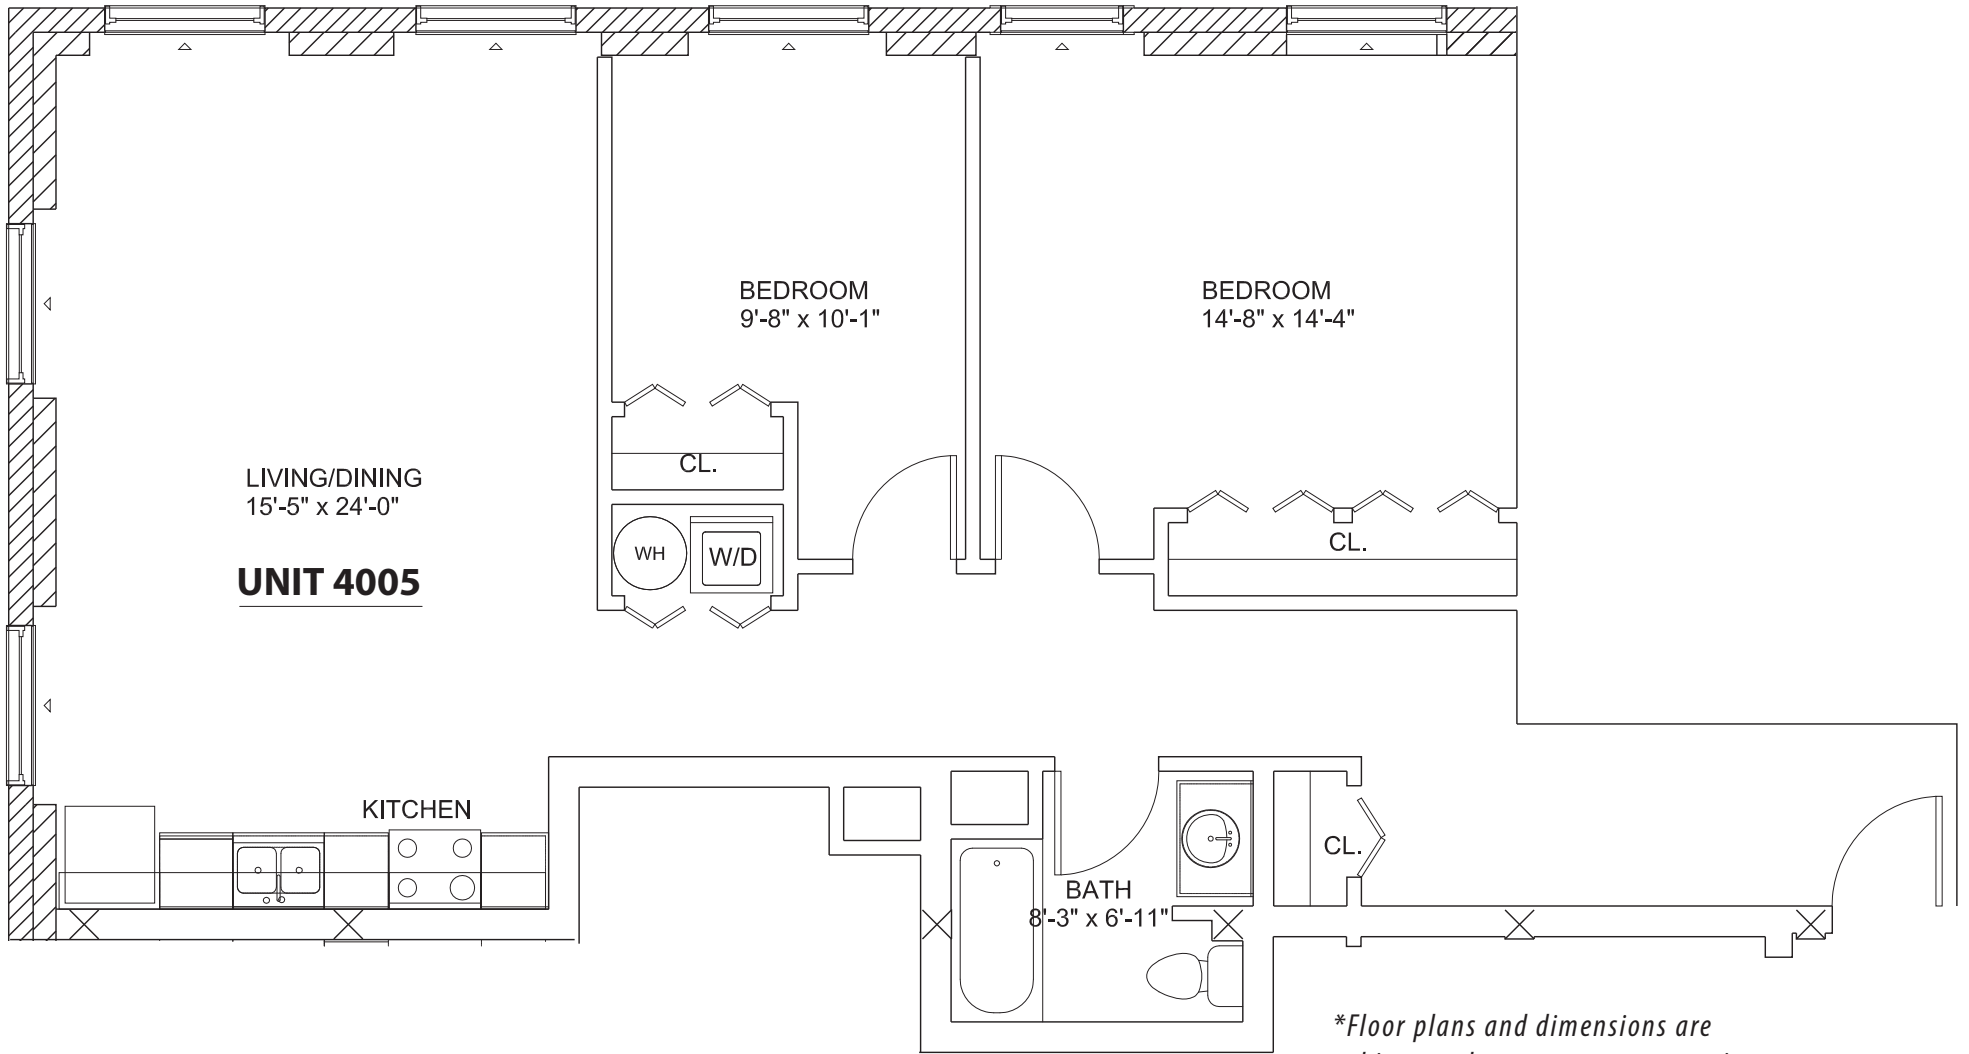 BEDROOM
9'-8" x 10'-1"
BEDROOM
14'-8" x 14'-4"
CL.
LIVING/DINING
15'-5" x 24'-0"
WH
W/D
CL.
UNIT 4005
KITCHEN
CL.
BATH
8'-3" x 6'-11"
*Floor plans and dimensions are